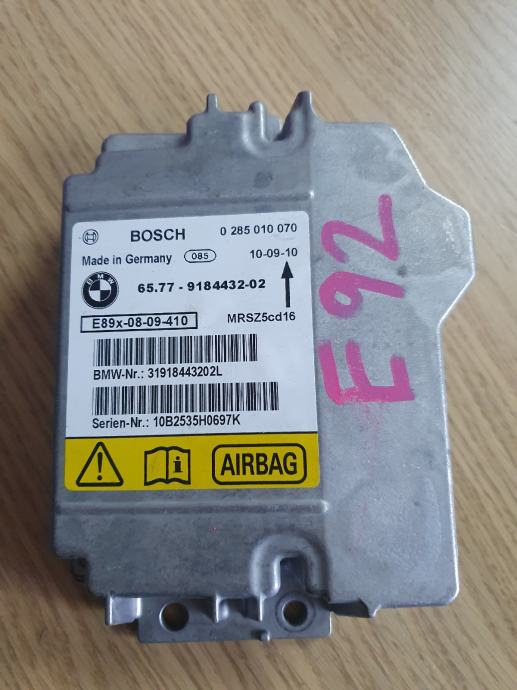 BOSCH 0 285 010 070
Made in Germany 085 10-09-10
BMW
65.77 - 9184432-02
E89x-08-09-410 MRSZ5cd16
BMW-Nr.: 31918443202L
Serien-Nr.: 10B2535H0697K
AIRBAG
E92